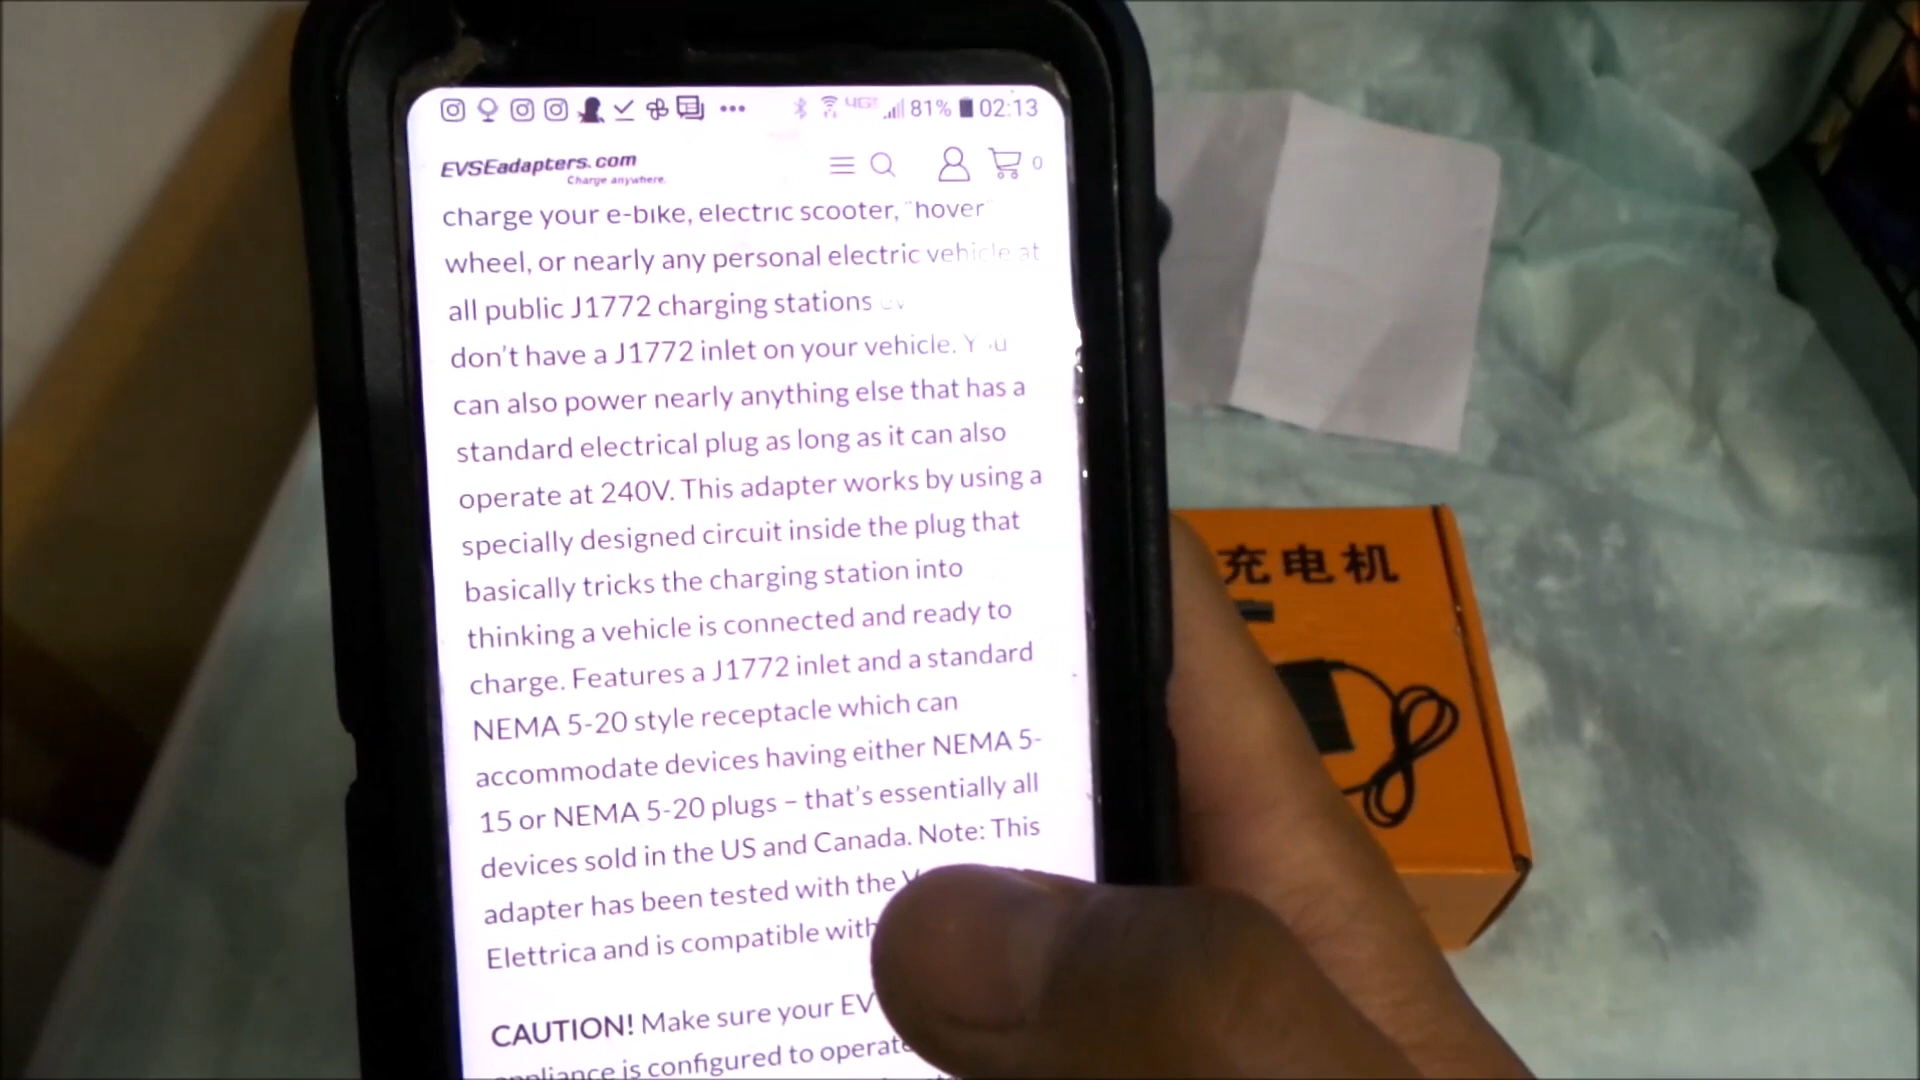 81% 02:13
EVSEadapters.com
Charge anywhere.
0
charge your e-bike, electric scooter, "hover"
wheel, or nearly any personal electric vehicle at
all public J1772 charging stations
don't have a J1772 inlet on your vehicle. You
can also power nearly anything else that has a
standard electrical plug as long as it can also
operate at 240V. This adapter works by using a
specially designed circuit inside the plug that
basically tricks the charging station into
thinking a vehicle is connected and ready to
charge. Features a J1772 inlet and a standard
NEMA 5-20 style receptacle which can
accommodate devices having either NEMA 5-
15 or NEMA 5-20 plugs – that's essentially all
devices sold in the US and Canada. Note: This
adapter has been tested with the
Elettrica and is compatible with
CAUTION! Make sure your EV
appliance is configured to operate
充电机